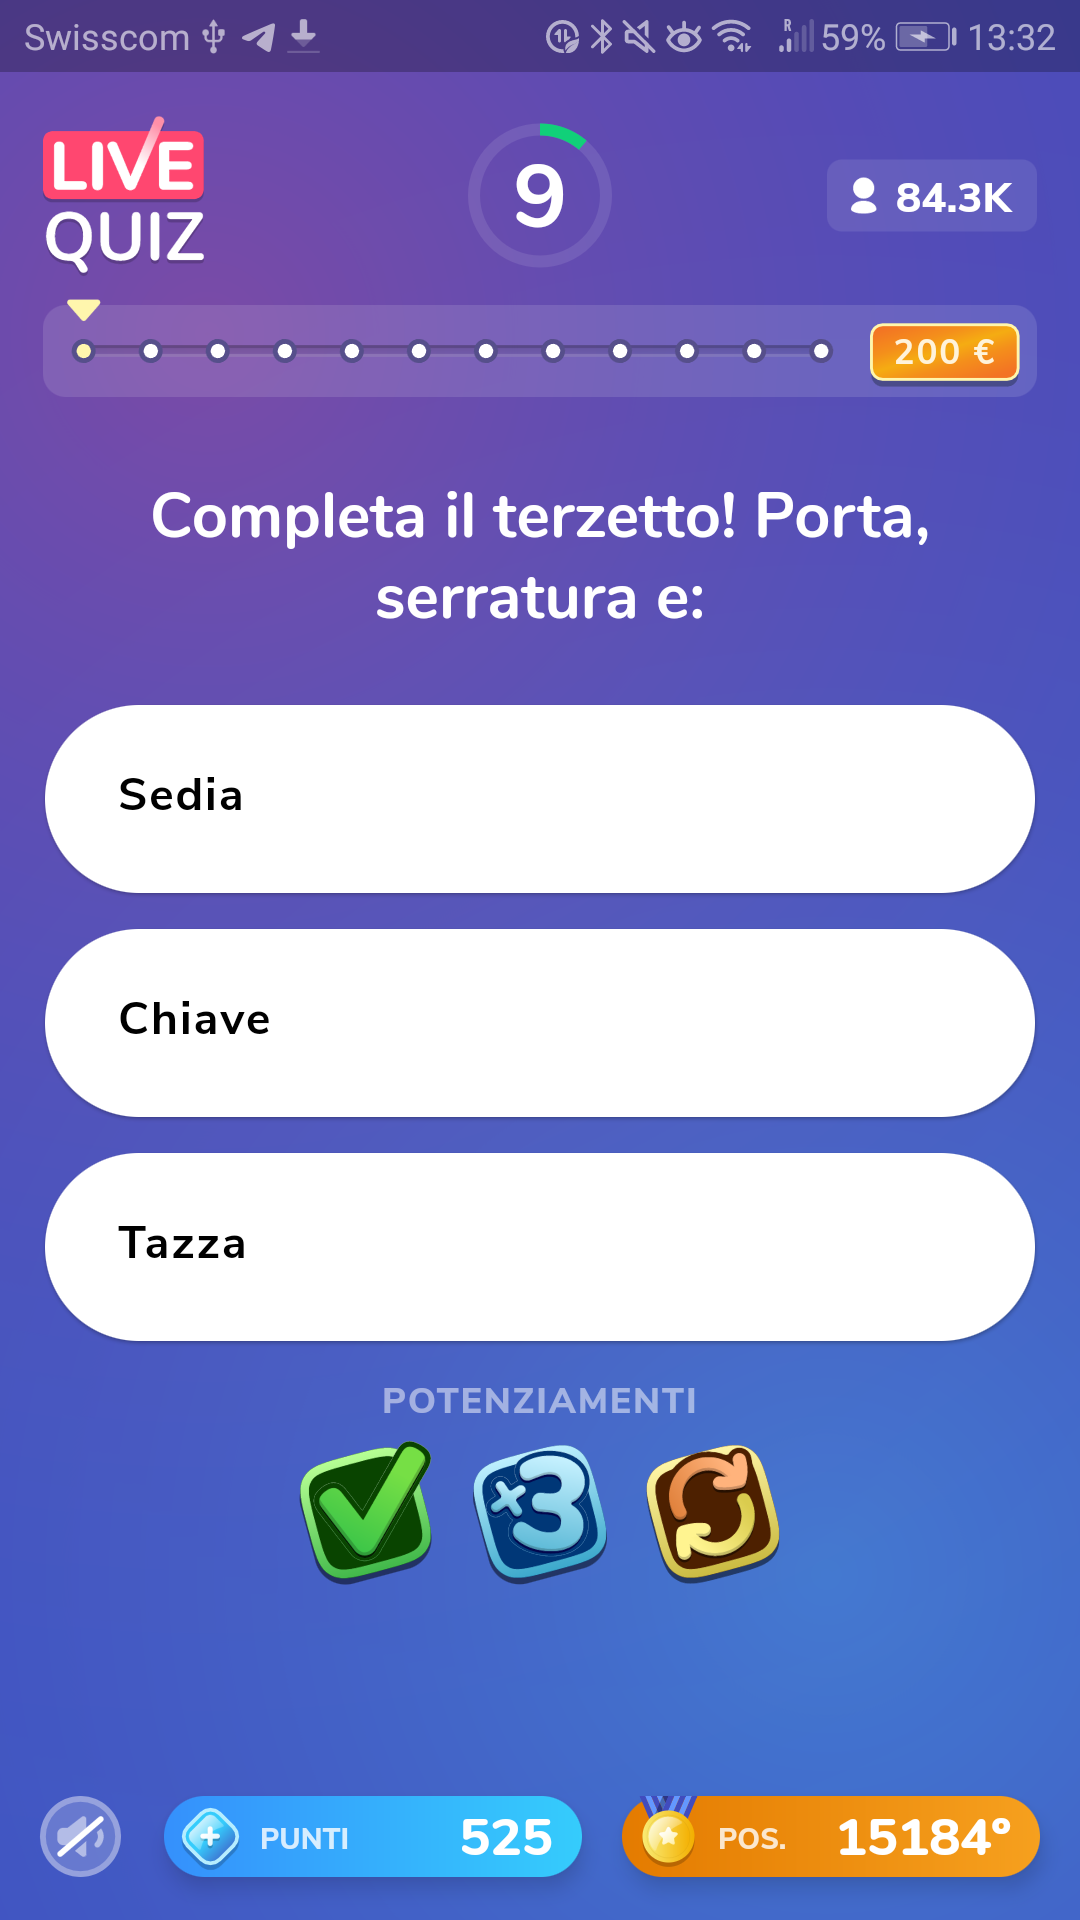 Swisscom R 59% 13:32
LIVE
QUIZ
9
84.3K
200 €
Completa il terzetto! Porta,
serratura e:
Sedia
Chiave
Tazza
POTENZIAMENTI
×3
PUNTI 525
POS. 15184°